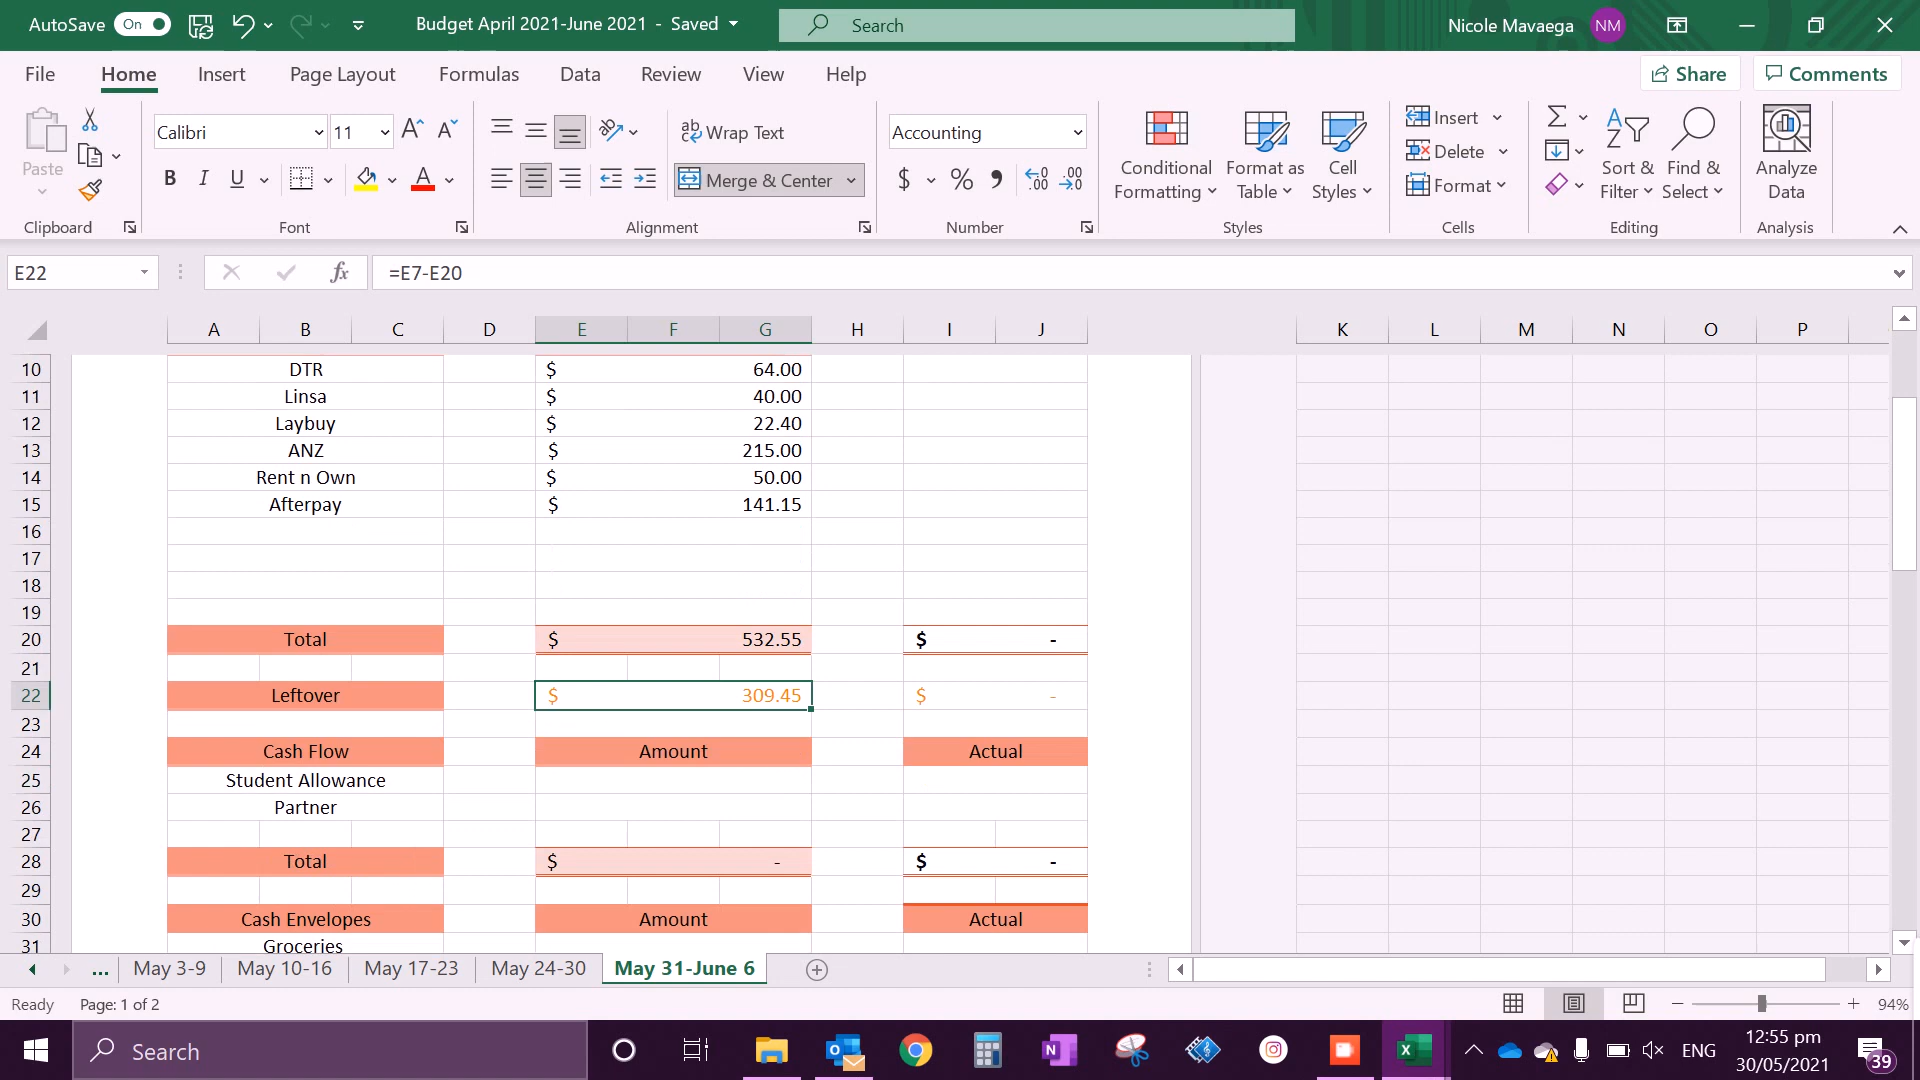 AutoSave On Budget April 2021-June 2021 - Saved Search Nicole Mavaega NM
File Home Insert Page Layout Formulas Data Review View Help Share Comments
Calibri 11 ab Wrap Text Accounting Insert Σ
Paste Conditional Formatting Format as Table Cell Styles Delete Sort & Filter Find & Select Analyze Data
B I U A Merge & Center $ % 9 Format
Clipboard Font Alignment Number Styles Cells Editing Analysis
E22 fx =E7-E20
A B C D E F G H I J K L M N O P
10 DTR $ 64.00
11 Linsa $ 40.00
12 Laybuy $ 22.40
13 ANZ $ 215.00
14 Rent n Own $ 50.00
15 Afterpay $ 141.15
16
17
18
19
20 Total $ 532.55 $ -
21
22 Leftover $ 309.45 $ -
23
24 Cash Flow Amount Actual
25 Student Allowance
26 Partner
27
28 Total $ - $ -
29
30 Cash Envelopes Amount Actual
31 Groceries
... May 3-9 May 10-16 May 17-23 May 24-30 May 31-June 6
Ready Page: 1 of 2 94%
Search ENG 12:55 pm
30/05/2021 39